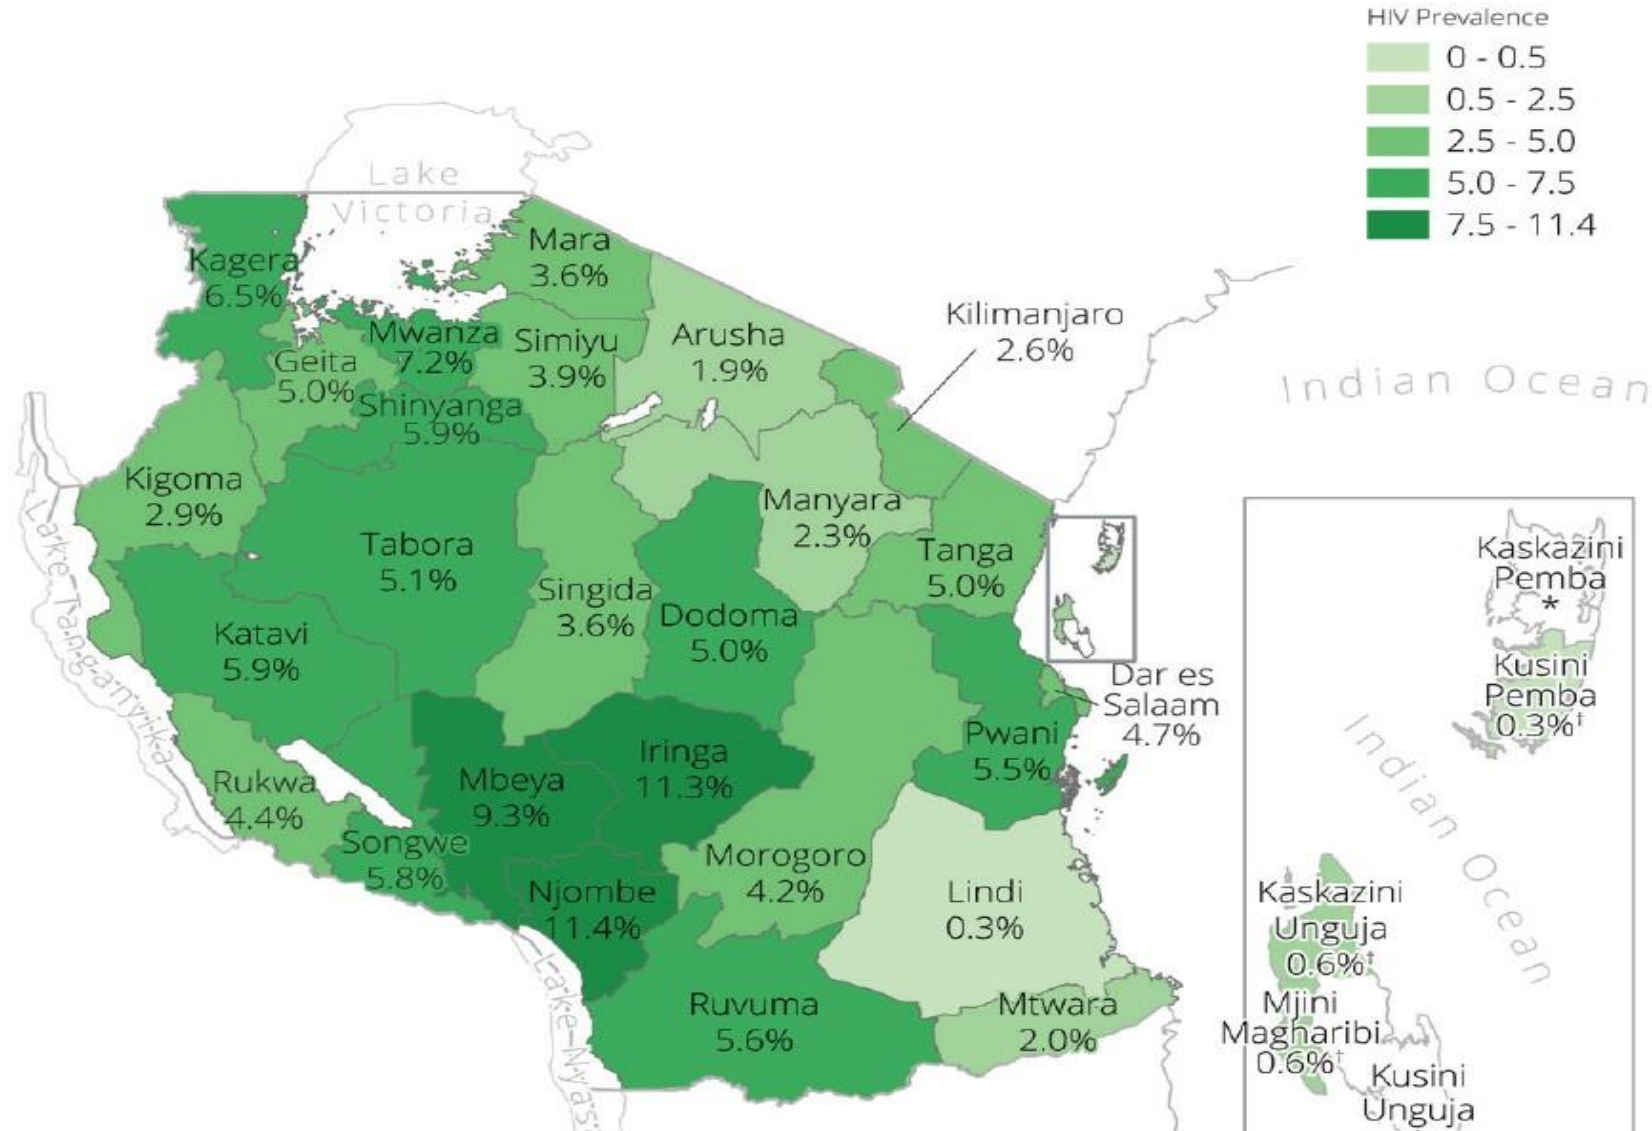 HIV Prevalence
0 - 0.5
0.5 - 2.5
2.5 - 5.0
5.0 - 7.5
7.5 - 11.4
Lake
Victoria
Mara
3.6%
Kagera
6.5%
Mwanza
7.2%
Simiyu
3.9%
Arusha
1.9%
Kilimanjaro
2.6%
Geita
5.0%
Shinyanga
5.9%
Indian Ocean
Kigoma
2.9%
Manyara
2.3%
Tabora
5.1%
Tanga
5.0%
Singida
3.6%
Dodoma
5.0%
Katavi
5.9%
Lake Tanganyika
Dar es
Salaam
4.7%
Pwani
5.5%
Iringa
11.3%
Mbeya
9.3%
Rukwa
4.4%
Songwe
5.8%
Morogoro
4.2%
Njombe
11.4%
Lindi
0.3%
Ruvuma
5.6%
Mtwara
2.0%
Lake Nyas
Kaskazini
Pemba
*
Kusini
Pemba
0.3%†
Indian Ocean
Kaskazini
Unguja
0.6%†
Mjini
Magharibi
0.6%†
Kusini
Unguja